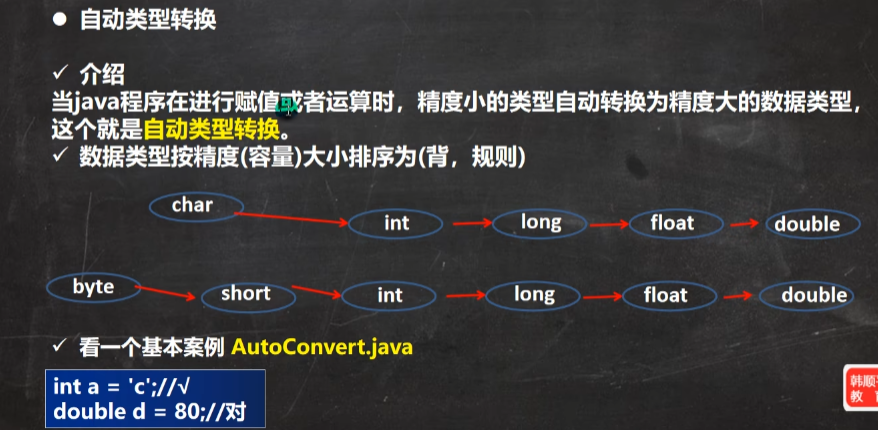 ● 自动类型转换
✓ 介绍
当java程序在进行赋值或者运算时，精度小的类型自动转换为精度大的数据类型，
这个就是自动类型转换。
✓ 数据类型按精度(容量)大小排序为(背，规则)
char int long float double
byte short int long float double
✓ 看一个基本案例 AutoConvert.java
int a = 'c';//√
double d = 80;//对
韩顺
教